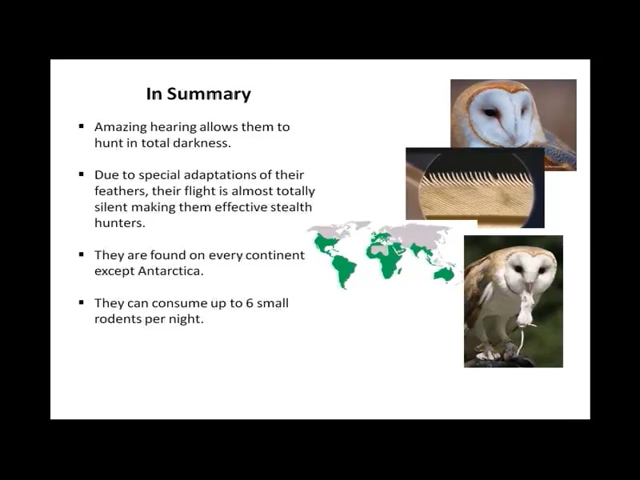 In Summary
▪ Amazing hearing allows them to
hunt in total darkness.
▪ Due to special adaptations of their
feathers, their flight is almost totally
silent making them effective stealth
hunters.
▪ They are found on every continent
except Antarctica.
▪ They can consume up to 6 small
rodents per night.